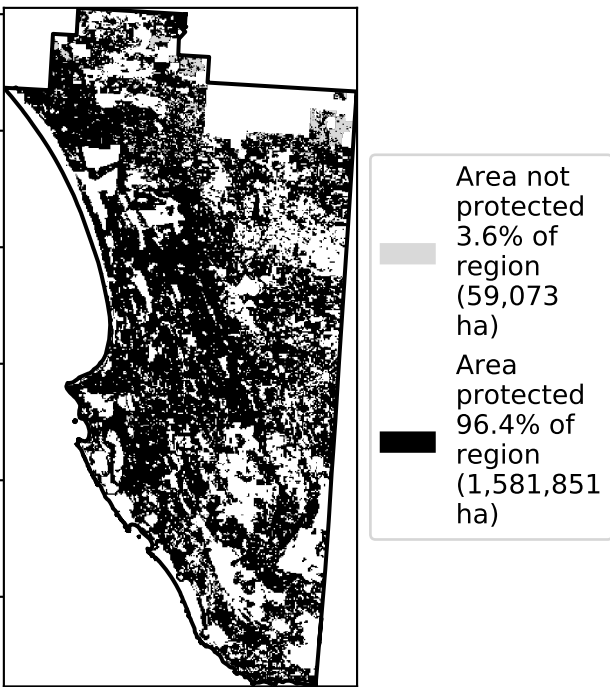 Area not
protected
3.6% of
region
(59,073
ha)
Area
protected
96.4% of
region
(1,581,851
ha)